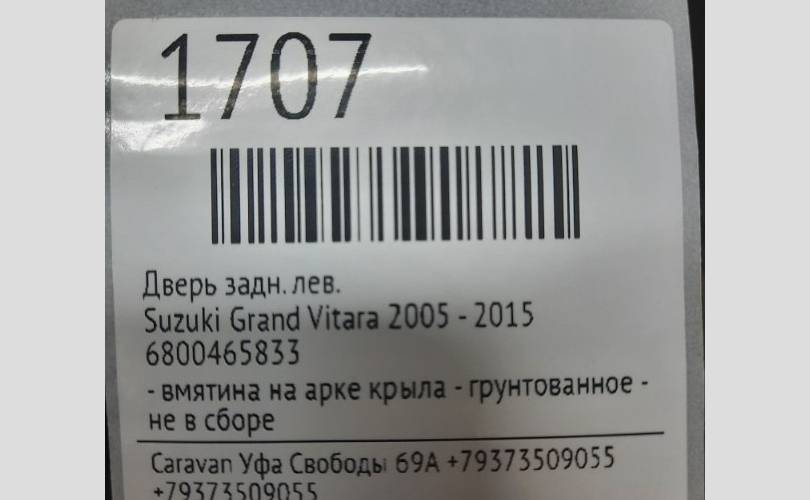 1707
Дверь задн. лев.
Suzuki Grand Vitara 2005 - 2015
6800465833
- вмятина на арке крыла - грунтованное -
не в сборе
Caravan Уфа Свободы 69А +79373509055
+79373509055